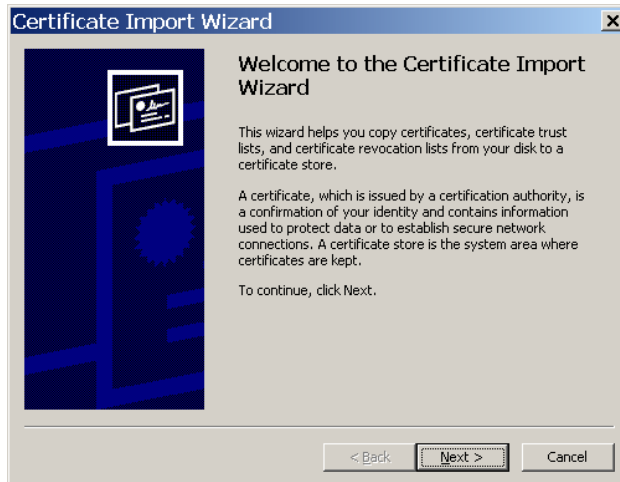 Certificate Import Wizard
Welcome to the Certificate Import
Wizard
This wizard helps you copy certificates, certificate trust
lists, and certificate revocation lists from your disk to a
certificate store.
A certificate, which is issued by a certification authority, is
a confirmation of your identity and contains information
used to protect data or to establish secure network
connections. A certificate store is the system area where
certificates are kept.
To continue, click Next.
< Back Next > Cancel